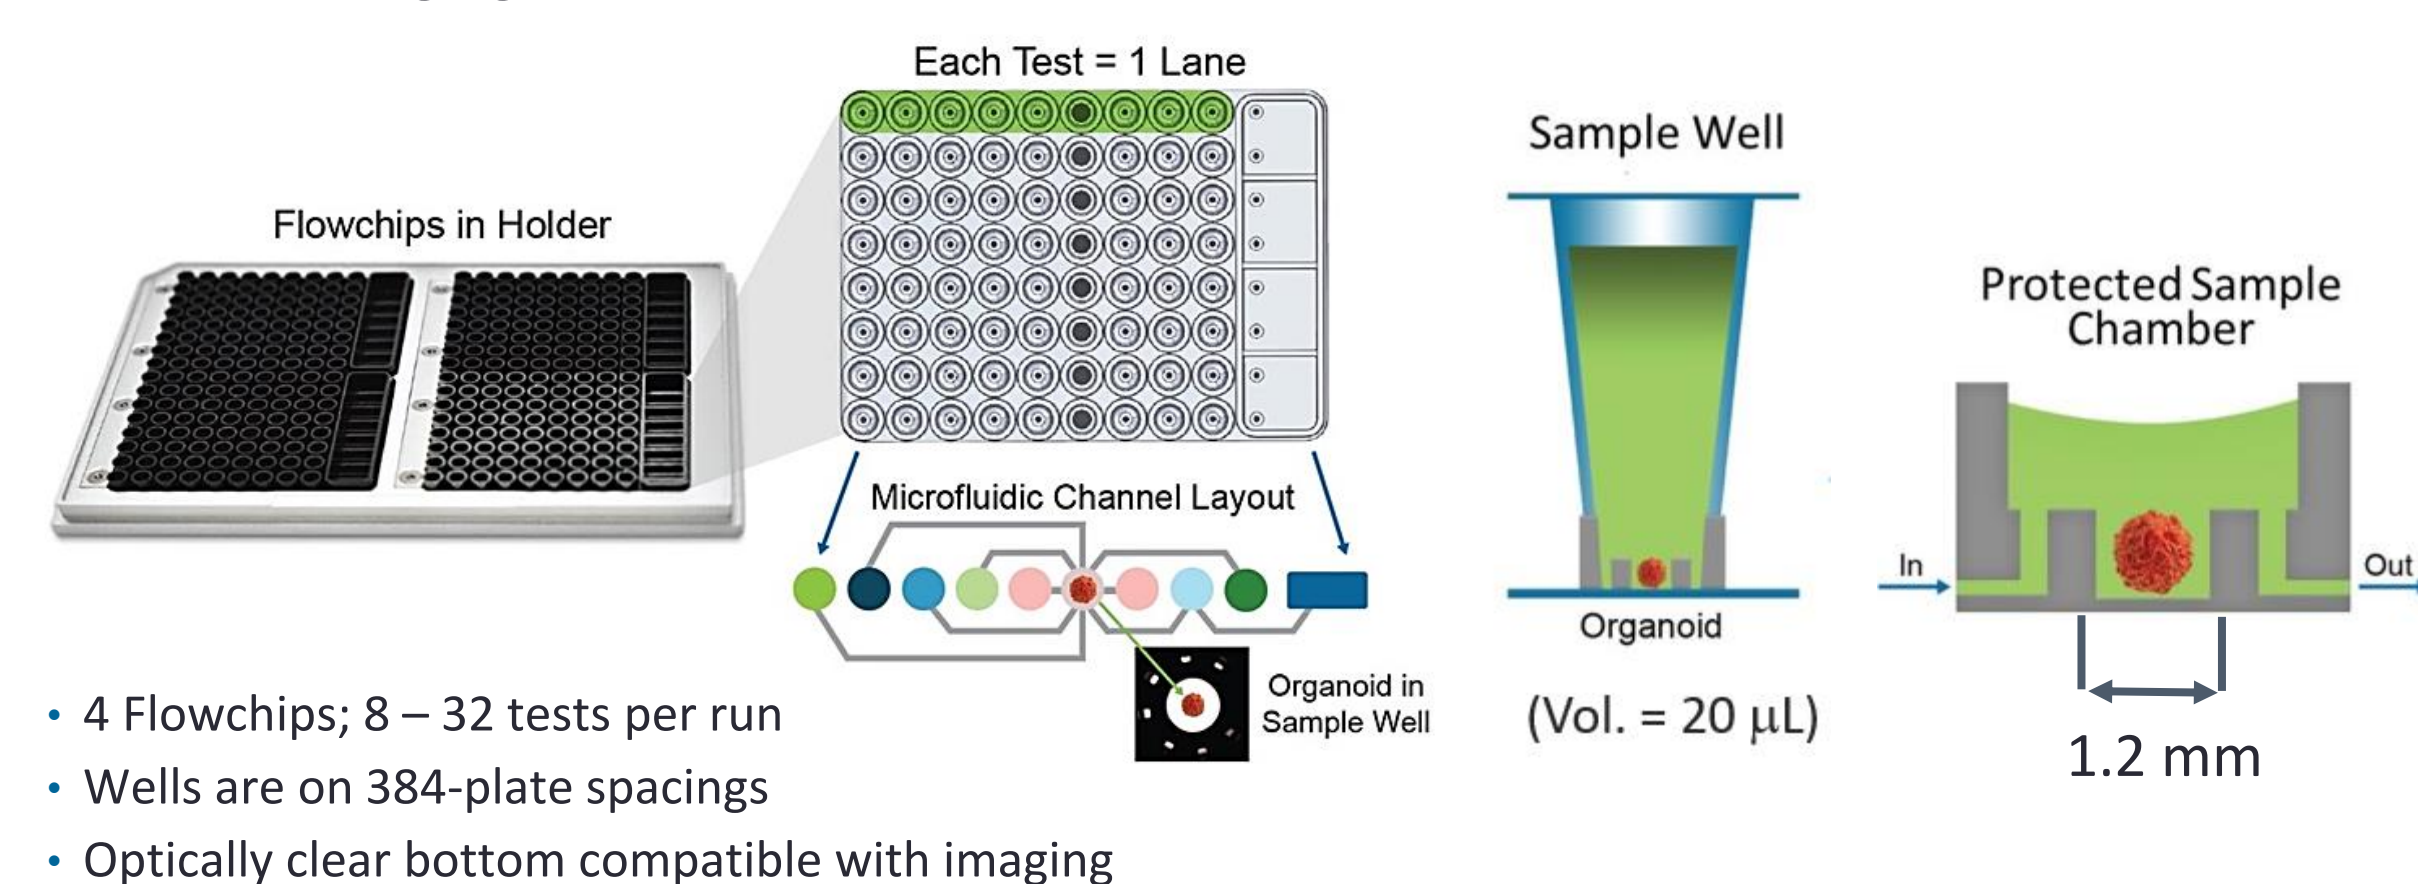 Each Test = 1 Lane
Flowchips in Holder
Microfluidic Channel Layout
Organoid in
Sample Well
Sample Well
Organoid
(Vol. = 20 μL)
Protected Sample
Chamber
In
Out
1.2 mm
• 4 Flowchips; 8 – 32 tests per run
• Wells are on 384-plate spacings
• Optically clear bottom compatible with imaging